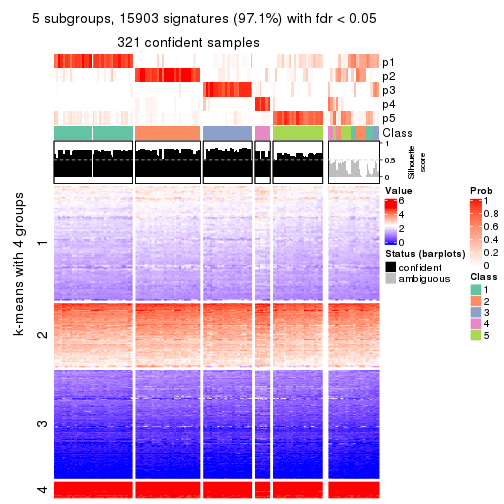 5 subgroups, 15903 signatures (97.1%) with fdr < 0.05
321 confident samples
p1
p2
p3
p4
p5
Class
1
0.5
0
Silhouette
score
k-means with 4 groups
1
2
3
4
Value
6
4
2
0
Status (barplots)
confident
ambiguous
Prob
1
0.8
0.6
0.4
0.2
0
Class
1
2
3
4
5